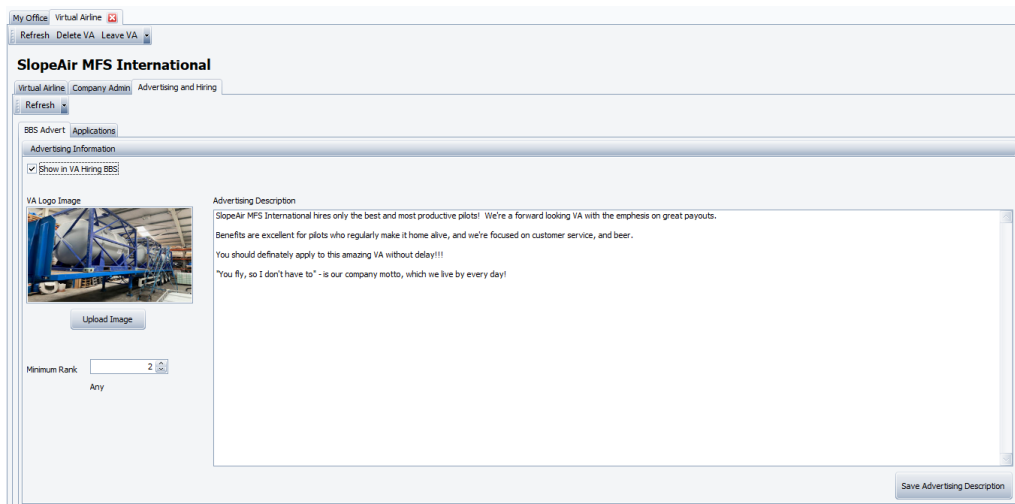 My Office Virtual Airline
Refresh Delete VA Leave VA
SlopeAir MFS International
Virtual Airline Company Admin Advertising and Hiring
Refresh
BBS Advert Applications
Advertising Information
Show in VA Hiring BBS
VA Logo Image
Advertising Description
SlopeAir MFS International hires only the best and most productive pilots! We're a forward looking VA with the emphesis on great payouts.
Benefits are excellent for pilots who regularly make it home alive, and we're focused on customer service, and beer.
You should definately apply to this amazing VA without delay!!!
"You fly, so I don't have to" - is our company motto, which we live by every day!
Upload Image
Minimum Rank 2
Any
Save Advertising Description